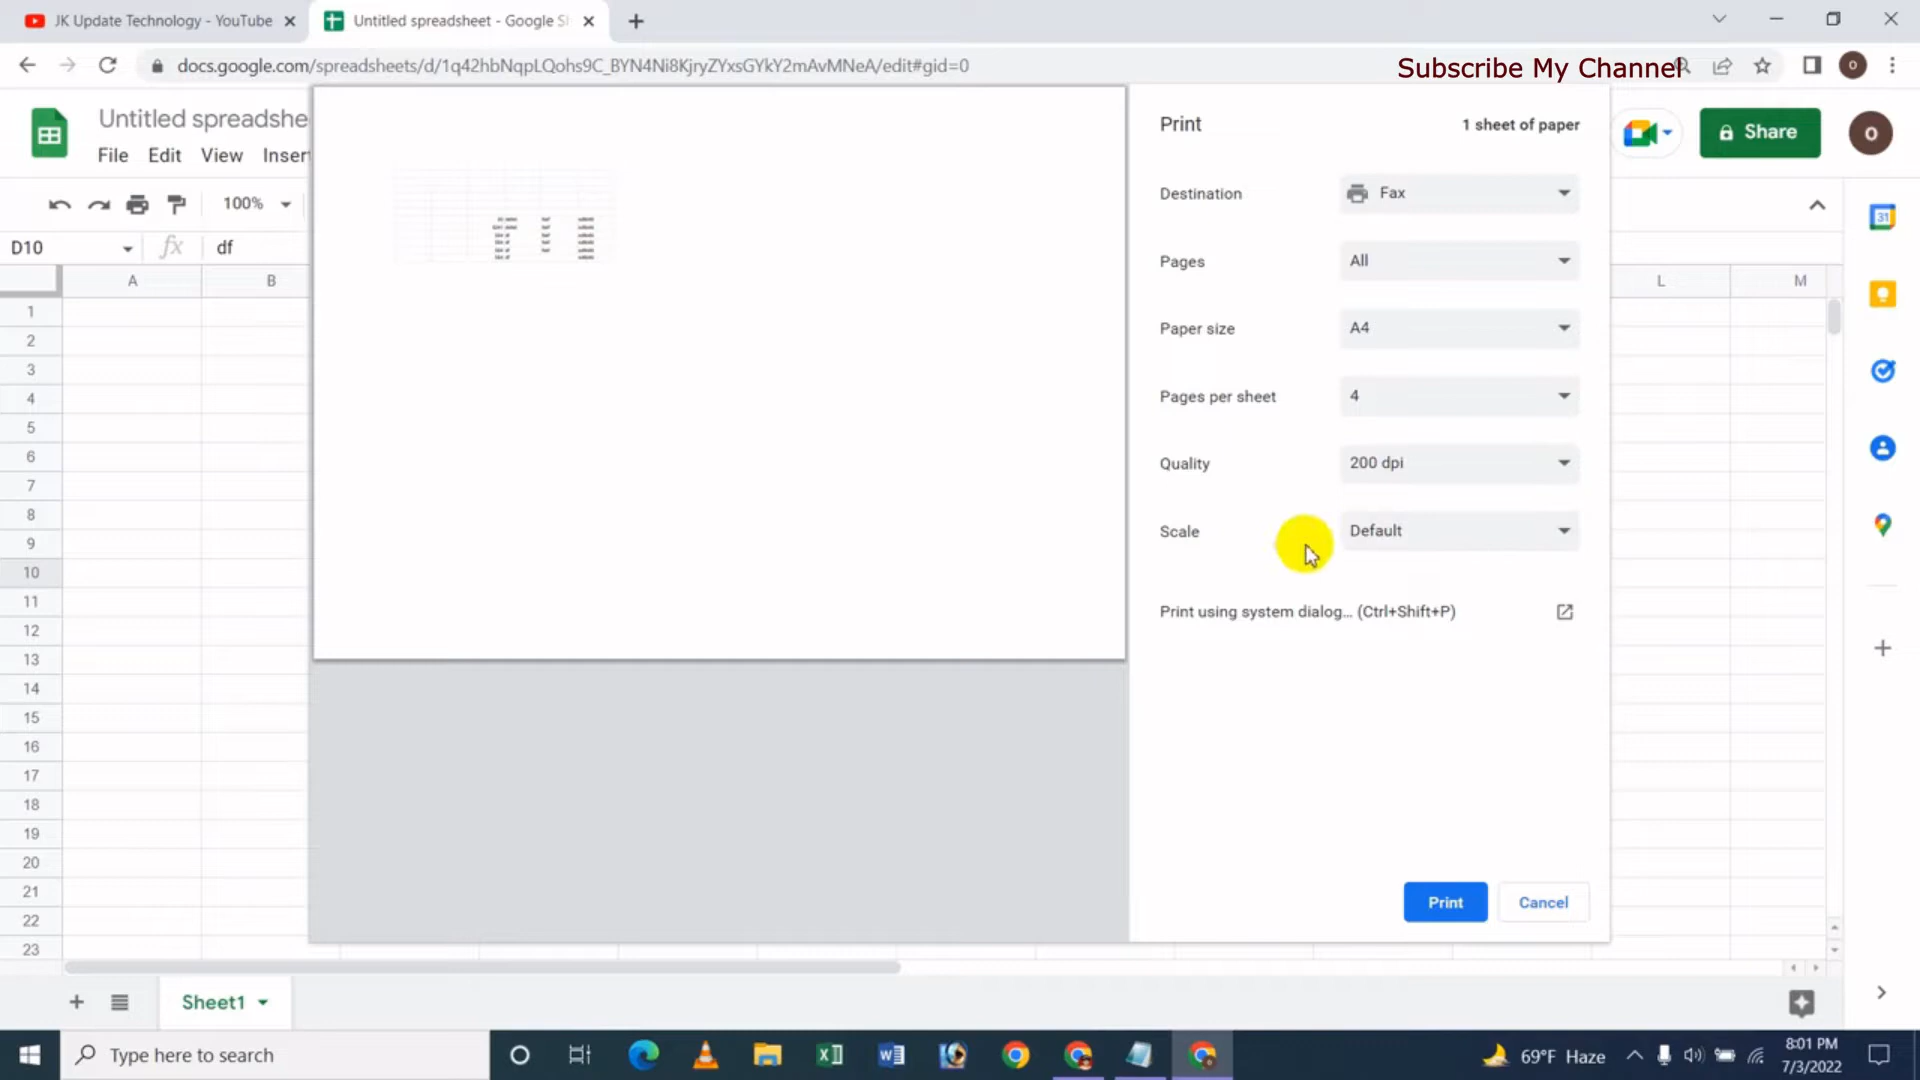 JK Update Technology - YouTube
Untitled spreadsheet - Google Sh
docs.google.com/spreadsheets/d/1q42hbNqpLQohs9C_BYN4Ni8KjryZYxsGYkY2mAvMNeA/edit#gid=0
Subscribe My Channel
O
Untitled spreadshe
File Edit View Insert
Share
O
100%
D10
fx
df
31
A B L M
1
2
3
4
5
6
7
8
9
10
11
12
13
14
15
16
17
18
19
20
21
22
23
Print
1 sheet of paper
Destination
Fax
Pages
All
Paper size
A4
Pages per sheet
4
Quality
200 dpi
Scale
Default
Print using system dialog... (Ctrl+Shift+P)
Print
Cancel
Sheet1
Type here to search
69°F Haze
8:01 PM
7/3/2022